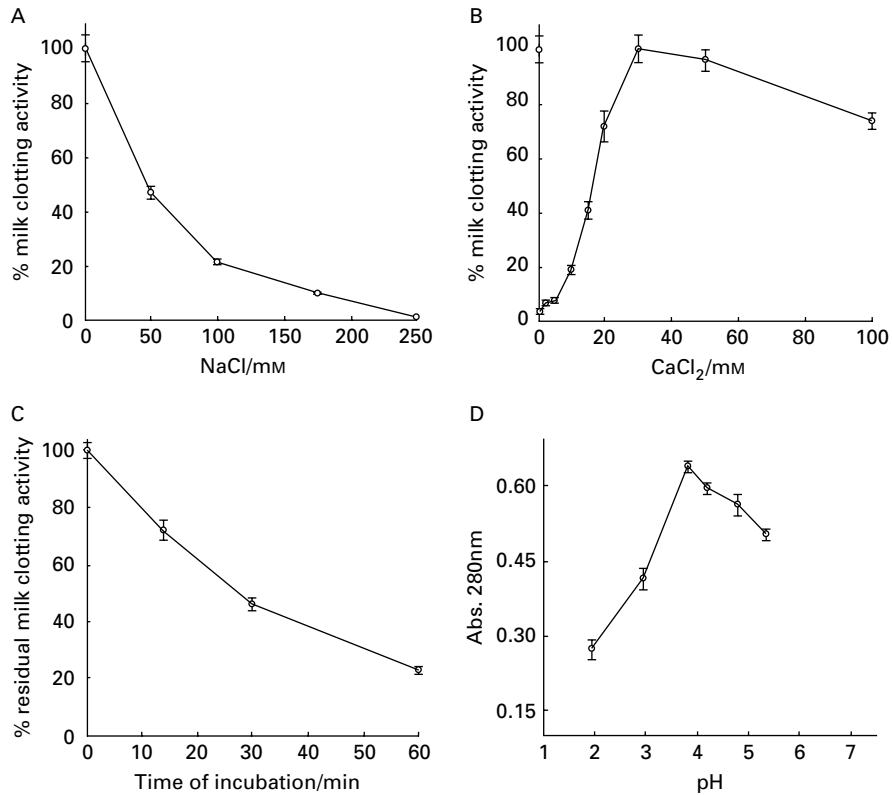 A
% milk clotting activity
100
80
60
40
20
0
0 50 100 150 200 250
NaCl/mM
B
% milk clotting activity
100
80
60
40
20
0
0 20 40 60 80 100
CaCl₂/mM
C
% residual milk clotting activity
100
80
60
40
20
0
0 10 20 30 40 50 60
Time of incubation/min
D
Abs. 280nm
0.60
0.45
0.30
0.15
1 2 3 4 5 6 7
pH